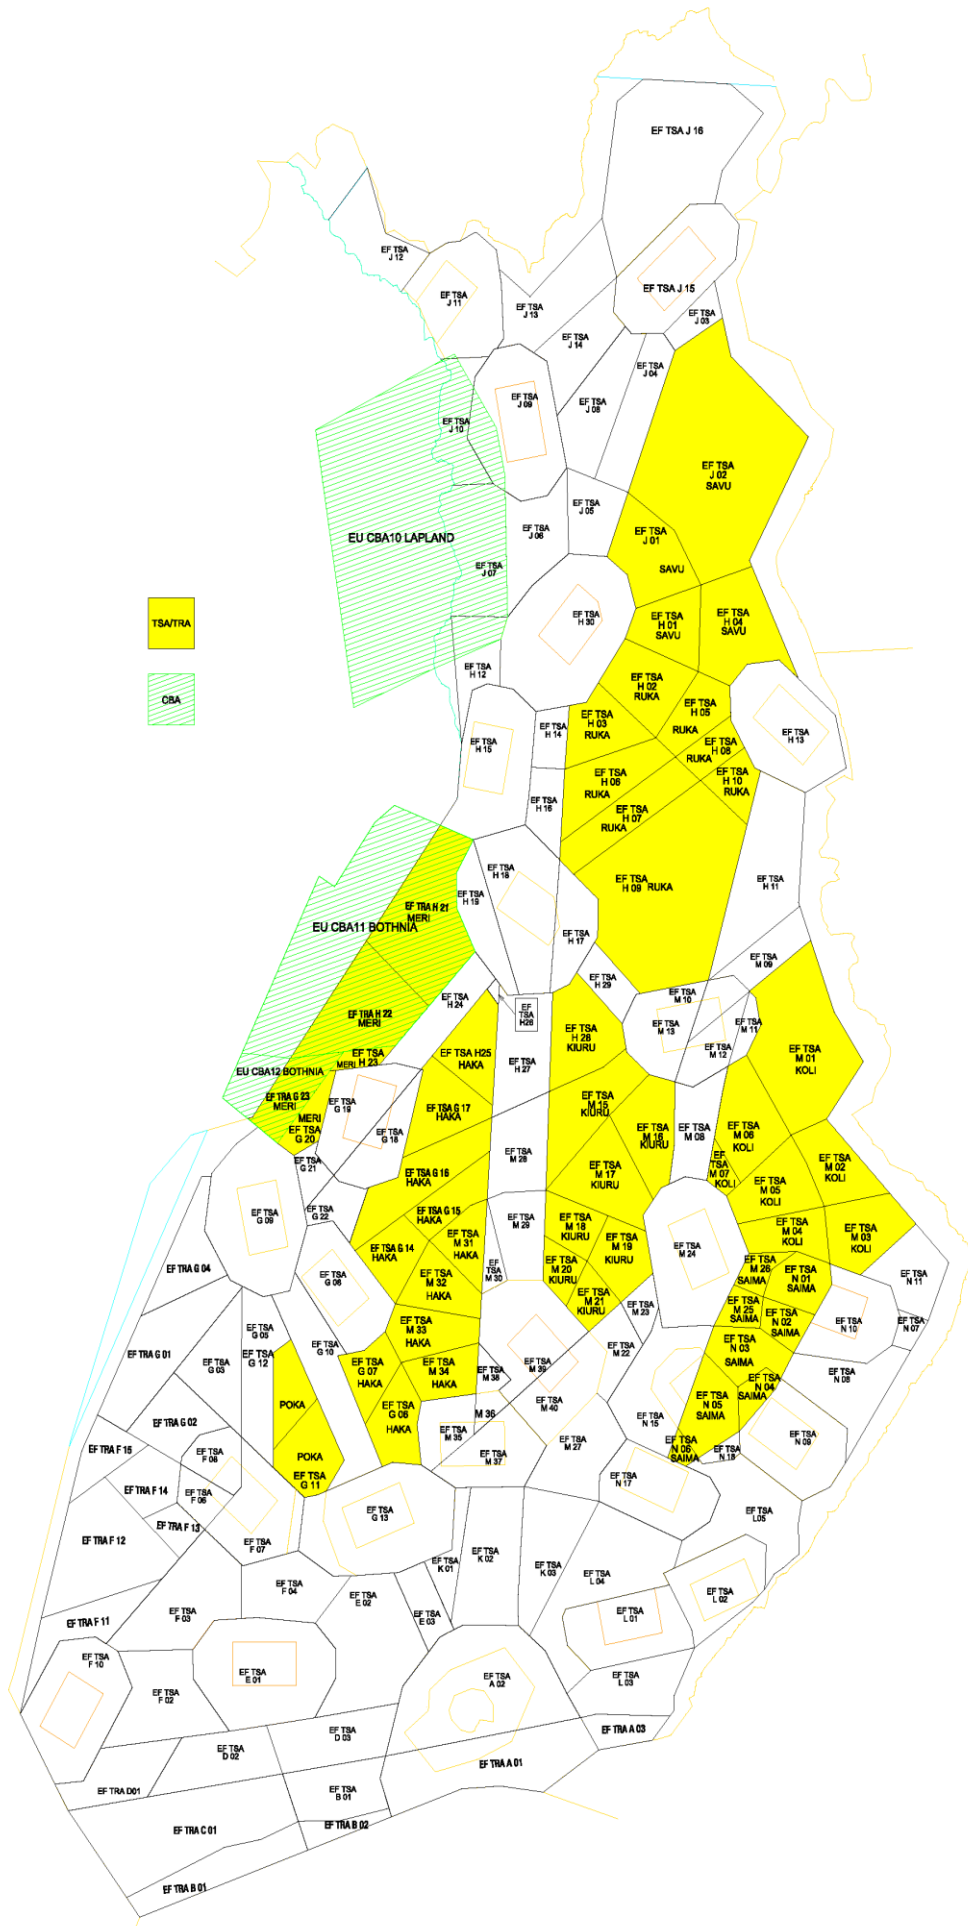 EF TSA J 16
EF TSA
J 12
EF TSA
J 11
EF TSA J 15
EF TSA
J 13
EF TSA
J 03
EF TSA
J 14
EF TSA
J 04
EF TSA
J 09
EF TSA
J 08
EF TSA
J 10
EF TSA
J 02
SAVU
EF TSA
J 05
EF TSA
J 06
EF TSA
J 01
SAVU
EU CBA10 LAPLAND
EF TSA
J 07
TSA/TRA
EF TSA
H 30
EF TSA
H 01
SAVU
EF TSA
H 04
SAVU
CBA
EF TSA
H 12
EF TSA
H 02
RUKA
EF TSA
H 05
RUKA
EF TSA
H 03
RUKA
EF TSA
H 14
EF TSA
H 13
EF TSA
H 15
EF TSA
H 08
RUKA
EF TSA
H 06
RUKA
EF TSA
H 10
RUKA
EF TSA
H 16
EF TSA
H 07
RUKA
EF TSA
H 18
EF TSA
H 09 RUKA
EF TSA
H 11
EF TSA
H 19
EF TRA H 21
MERI
EU CBA11 BOTHNIA
EF TSA
H 17
EF TSA
M 09
EF TSA
H 29
EF TSA
H 24
EF TSA
M 10
EF TRA H 22
MERI
EF
TSA
H26
EF TSA
M 13
EF TSA
M 11
EF TSA
H 28
KIURU
EF TSA
M 12
EF TSA
M 01
KOLI
EF TSA
H 23
MERI
EF TSA H25
HAKA
EF TSA
H 27
EU CBA12 BOTHNIA
EF TRA G 23
MERI
EF TSA
G 19
EF TSA G 17
HAKA
EF TSA
M 15
KIURU
MERI
EF TSA
G 20
EF TSA
G 18
EF TSA
M 16
KIURU
EF TSA
M 08
EF TSA
M 06
KOLI
EF TSA
M 28
EF
TSA
M 07
KOLI
EF TSA
M 02
KOLI
EF TSA
G 21
EF TSA G 16
HAKA
EF TSA
M 17
KIURU
EF TSA
M 05
KOLI
EF TSA
G 09
EF TSA
G 22
EF TSA G 15
HAKA
EF TSA
M 29
EF TSA
M 18
KIURU
EF TSA
M 04
KOLI
EF TSA
M 03
KOLI
EF TSA G 14
HAKA
EF TSA
M 31
HAKA
EF TSA
M 19
KIURU
EF TSA
M 24
EF TRA G 04
EF TSA
G 08
EF TSA
M 32
HAKA
EF
TSA
M 30
EF TSA
M 20
KIURU
EF TSA
M 26
SAIMA
EF TSA
N 01
SAIMA
EF TSA
N 11
EF TSA
M 21
KIURU
EF TSA
M 23
EF TSA
M 25
SAIMA
EF TSA
N 02
SAIMA
EF TSA
N 10
EF TSA
N 07
EF TSA
G 05
EF TSA
M 33
HAKA
EF TSA
G 10
EF TRA G 01
EF TSA
G 12
EF TSA
G 03
EF TSA
G 07
HAKA
EF TSA
M 34
HAKA
EF TSA
M 38
EF TSA
M 39
EF TSA
M 22
EF TSA
N 03
SAIMA
EF TSA
N 08
EF TSA
N 04
SAIMA
POKA
EF TSA
M 40
EF TSA
N 05
SAIMA
EF TRA G 02
HAKA
M 36
EF TSA
N 15
EF TSA
M 35
EF TSA
M 27
EF TSA
N 09
EF TRA F 15
EF TSA
F 08
POKA
EF TSA
M 37
EF TSA
N 06
SAIMA
EF TSA
N 18
EF TSA
G 11
EF TSA
N 17
EF TRA F 14
EF TSA
F 06
EF TSA
G 13
EF TSA
L05
EF TRA F 13
EF TRA F 12
EF TSA
F 07
EF TSA
K 01
EF TSA
K 02
EF TSA
K 03
EF TSA
L 04
EF TSA
F 04
EF TSA
E 02
EF TSA
L 02
EF TSA
F 03
EF TSA
E 03
EF TSA
L 01
EF TRA F 11
EF TSA
F 10
EF TSA
E 01
EF TSA
A 02
EF TSA
L 03
EF TSA
F 02
EF TSA
D 03
EF TRA A 03
EF TSA
D 02
EF TRA A 01
EF TRA D01
EF TSA
B 01
EF TRA B 02
EF TRA C 01
EF TRA B 01